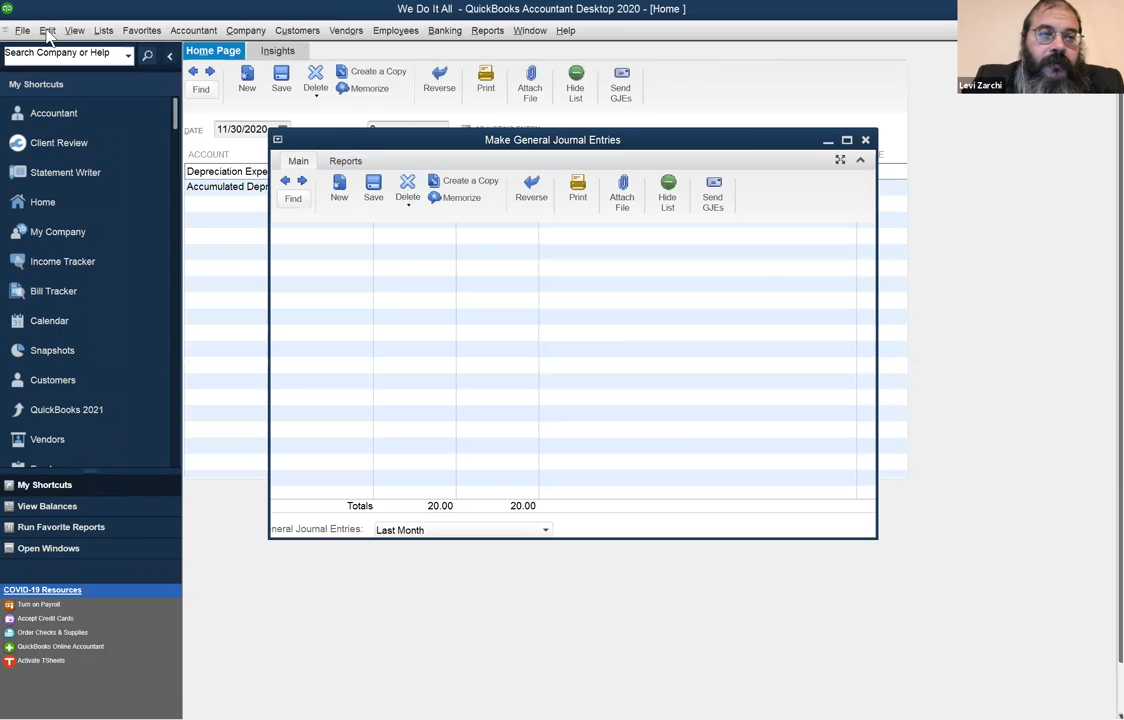 We Do It All - QuickBooks Accountant Desktop 2020 - [Home ]
File Edit View Lists Favorites Accountant Company Customers Vendors Employees Banking Reports Window Help
Levi Zarchi
Search Company or Help
My Shortcuts
Accountant
Client Review
Statement Writer
Home
My Company
Income Tracker
Bill Tracker
Calendar
Snapshots
Customers
QuickBooks 2021
Vendors
My Shortcuts
View Balances
Run Favorite Reports
Open Windows
COVID-19 Resources
Turn on Payroll
Accept Credit Cards
Order Checks & Supplies
QuickBooks Online Accountant
Activate TSheets
Home Page Insights
Find New Save Delete Create a Copy Memorize Reverse Print Attach File Hide List Send GJEs
DATE 11/30/2020
ACCOUNT
Depreciation Expe
Accumulated Depr
Make General Journal Entries
Main Reports
Find New Save Delete Create a Copy Memorize Reverse Print Attach File Hide List Send GJEs
Totals 20.00 20.00
neral Journal Entries: Last Month